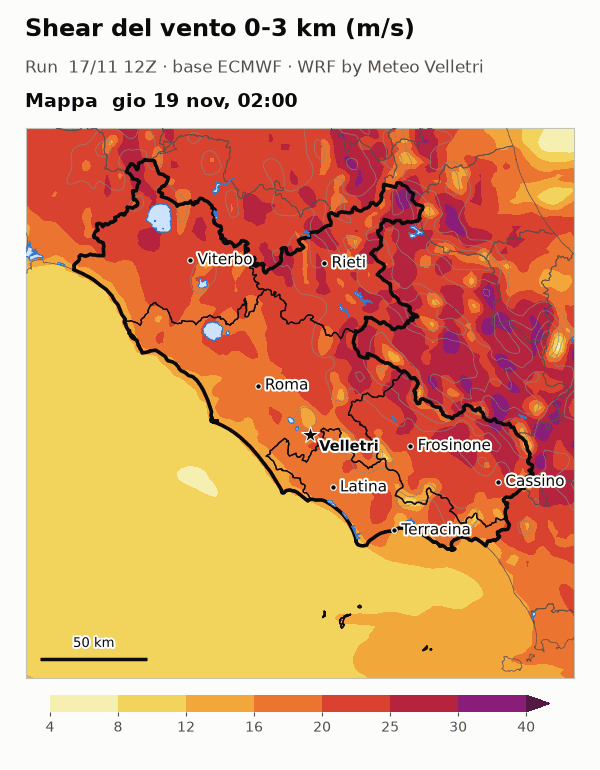 Shear del vento 0-3 km (m/s)
Run  17/11 12Z · base ECMWF · WRF by Meteo Velletri
Mappa  gio 19 nov, 02:00
Viterbo
Rieti
Roma
Velletri
Frosinone
Latina
Cassino
Terracina
50 km
4 8 12 16 20 25 30 40